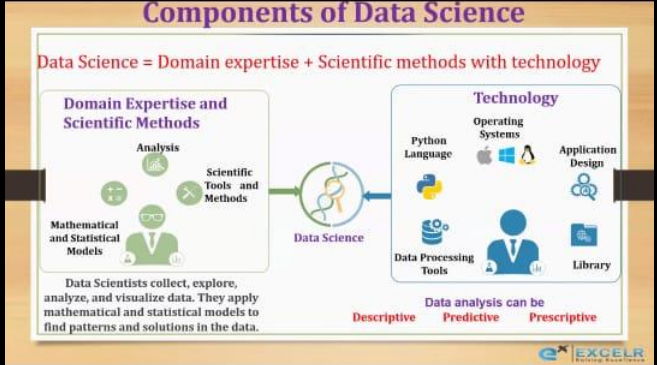 Components of Data Science
Data Science = Domain expertise + Scientific methods with technology
Domain Expertise and
Scientific Methods
Analysis
Scientific
Tools and
Methods
Mathematical
and Statistical
Models
Data Scientists collect, explore,
analyze, and visualize data. They apply
mathematical and statistical models to
find patterns and solutions in the data.
Data Science
Technology
Operating
Systems
Python
Language
Application
Design
Data Processing
Tools
Library
Data analysis can be
Descriptive Predictive Prescriptive
EXCELR
Raising Excellence